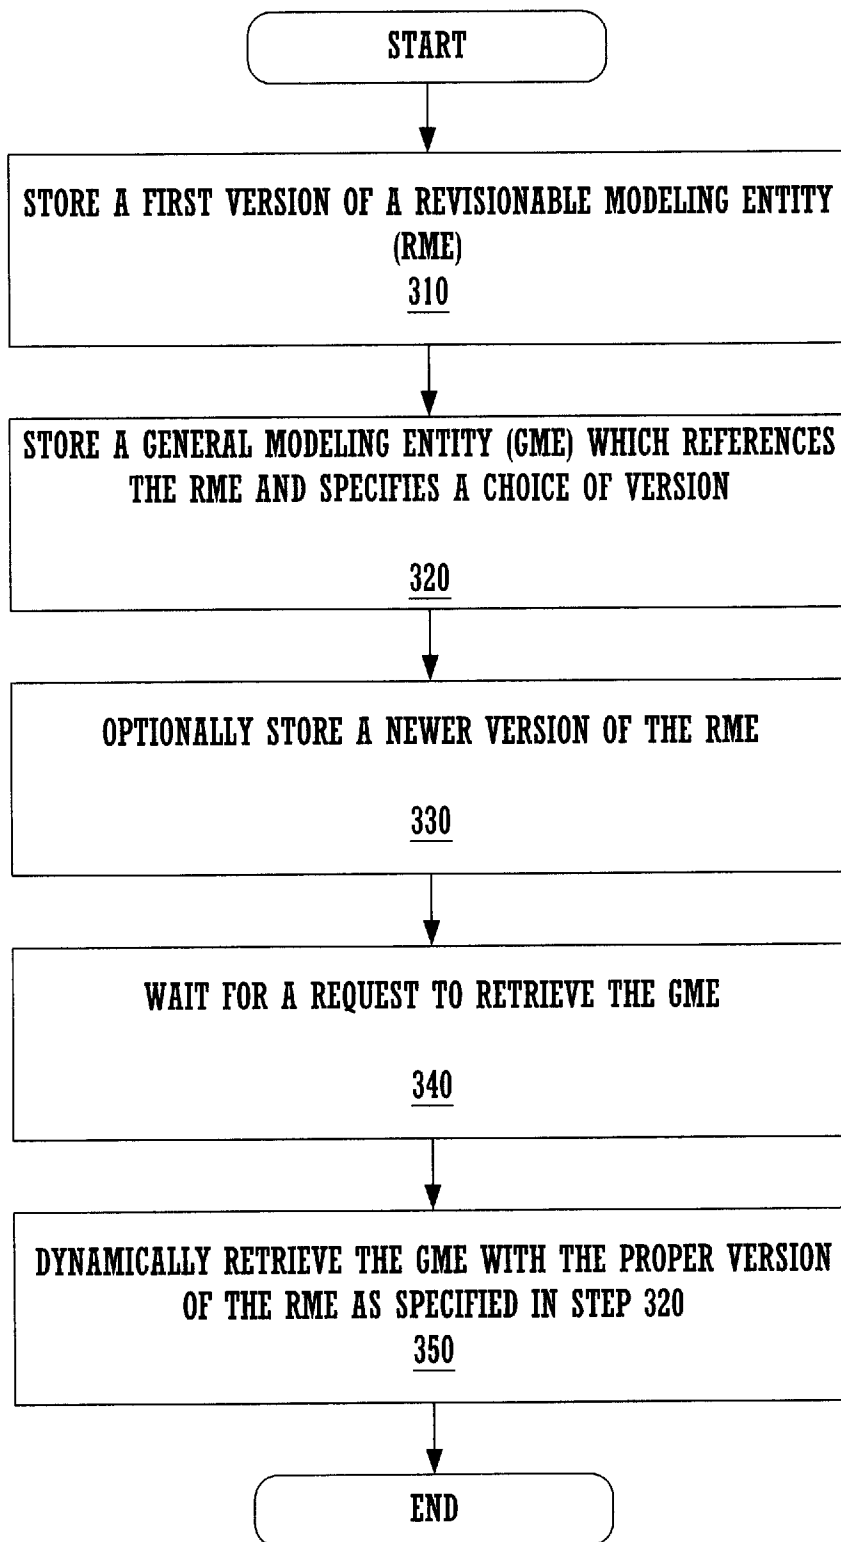 START
STORE A FIRST VERSION OF A REVISIONABLE MODELING ENTITY
(RME)
310
STORE A GENERAL MODELING ENTITY (GME) WHICH REFERENCES
THE RME AND SPECIFIES A CHOICE OF VERSION
320
OPTIONALLY STORE A NEWER VERSION OF THE RME
330
WAIT FOR A REQUEST TO RETRIEVE THE GME
340
DYNAMICALLY RETRIEVE THE GME WITH THE PROPER VERSION
OF THE RME AS SPECIFIED IN STEP 320
350
END